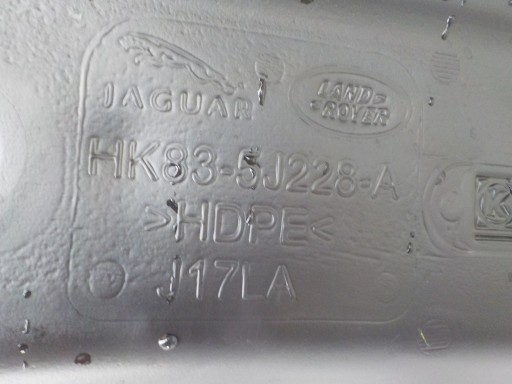 JAGUAR
LAND
ROVER
HK83-5J228-A
>HDPE<
J17LA
K